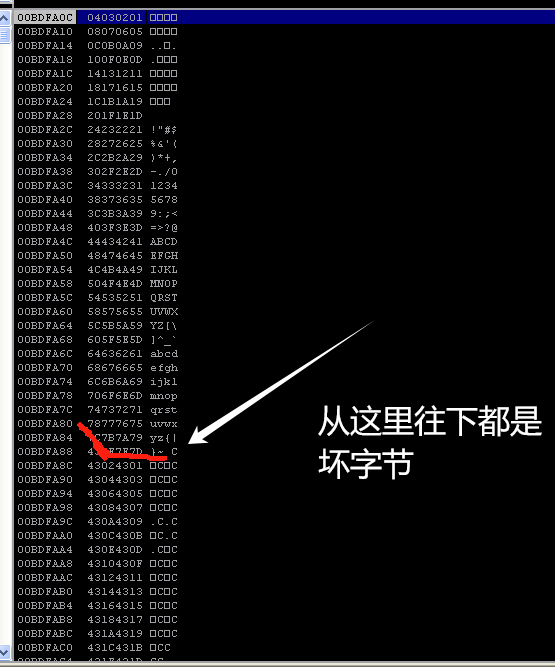 00BDFA0C 04030201 □□□□
00BDFA10 08070605 □□□□
00BDFA14 0C0B0A09 ..□.
00BDFA18 100F0E0D .□□□
00BDFA1C 14131211 □□□□
00BDFA20 18171615 □□□□
00BDFA24 1C1B1A19 □□□
00BDFA28 201F1E1D
00BDFA2C 24232221 !"#$
00BDFA30 28272625 %&'(
00BDFA34 2C2B2A29 )*+,
00BDFA38 302F2E2D -./0
00BDFA3C 34333231 1234
00BDFA40 38373635 5678
00BDFA44 3C3B3A39 9:;<
00BDFA48 403F3E3D =>?@
00BDFA4C 44434241 ABCD
00BDFA50 48474645 EFGH
00BDFA54 4C4B4A49 IJKL
00BDFA58 504F4E4D MNOP
00BDFA5C 54535251 QRST
00BDFA60 58575655 UVWX
00BDFA64 5C5B5A59 YZ[\
00BDFA68 605F5E5D ]^_`
00BDFA6C 64636261 abcd
00BDFA70 68676665 efgh
00BDFA74 6C6B6A69 ijkl
00BDFA78 706F6E6D mnop
00BDFA7C 74737271 qrst
00BDFA80 78777675 uvwx
00BDFA84 7C7B7A79 yz{|
00BDFA88 }~ C
00BDFA8C 43024301 □C□C
00BDFA90 43044303 □C□C
00BDFA94 43064305 □C□C
00BDFA98 43084307 □C□C
00BDFA9C 430A4309 .C.C
00BDFAA0 430C430B □C.C
00BDFAA4 430E430D .C□C
00BDFAA8 4310430F □C□C
00BDFAAC 43124311 □C□C
00BDFAB0 43144313 □C□C
00BDFAB4 43164315 □C□C
00BDFAB8 43184317 □C□C
00BDFABC 431A4319 □C□C
00BDFAC0 431C431B □CC
从这里往下都是
坏字节